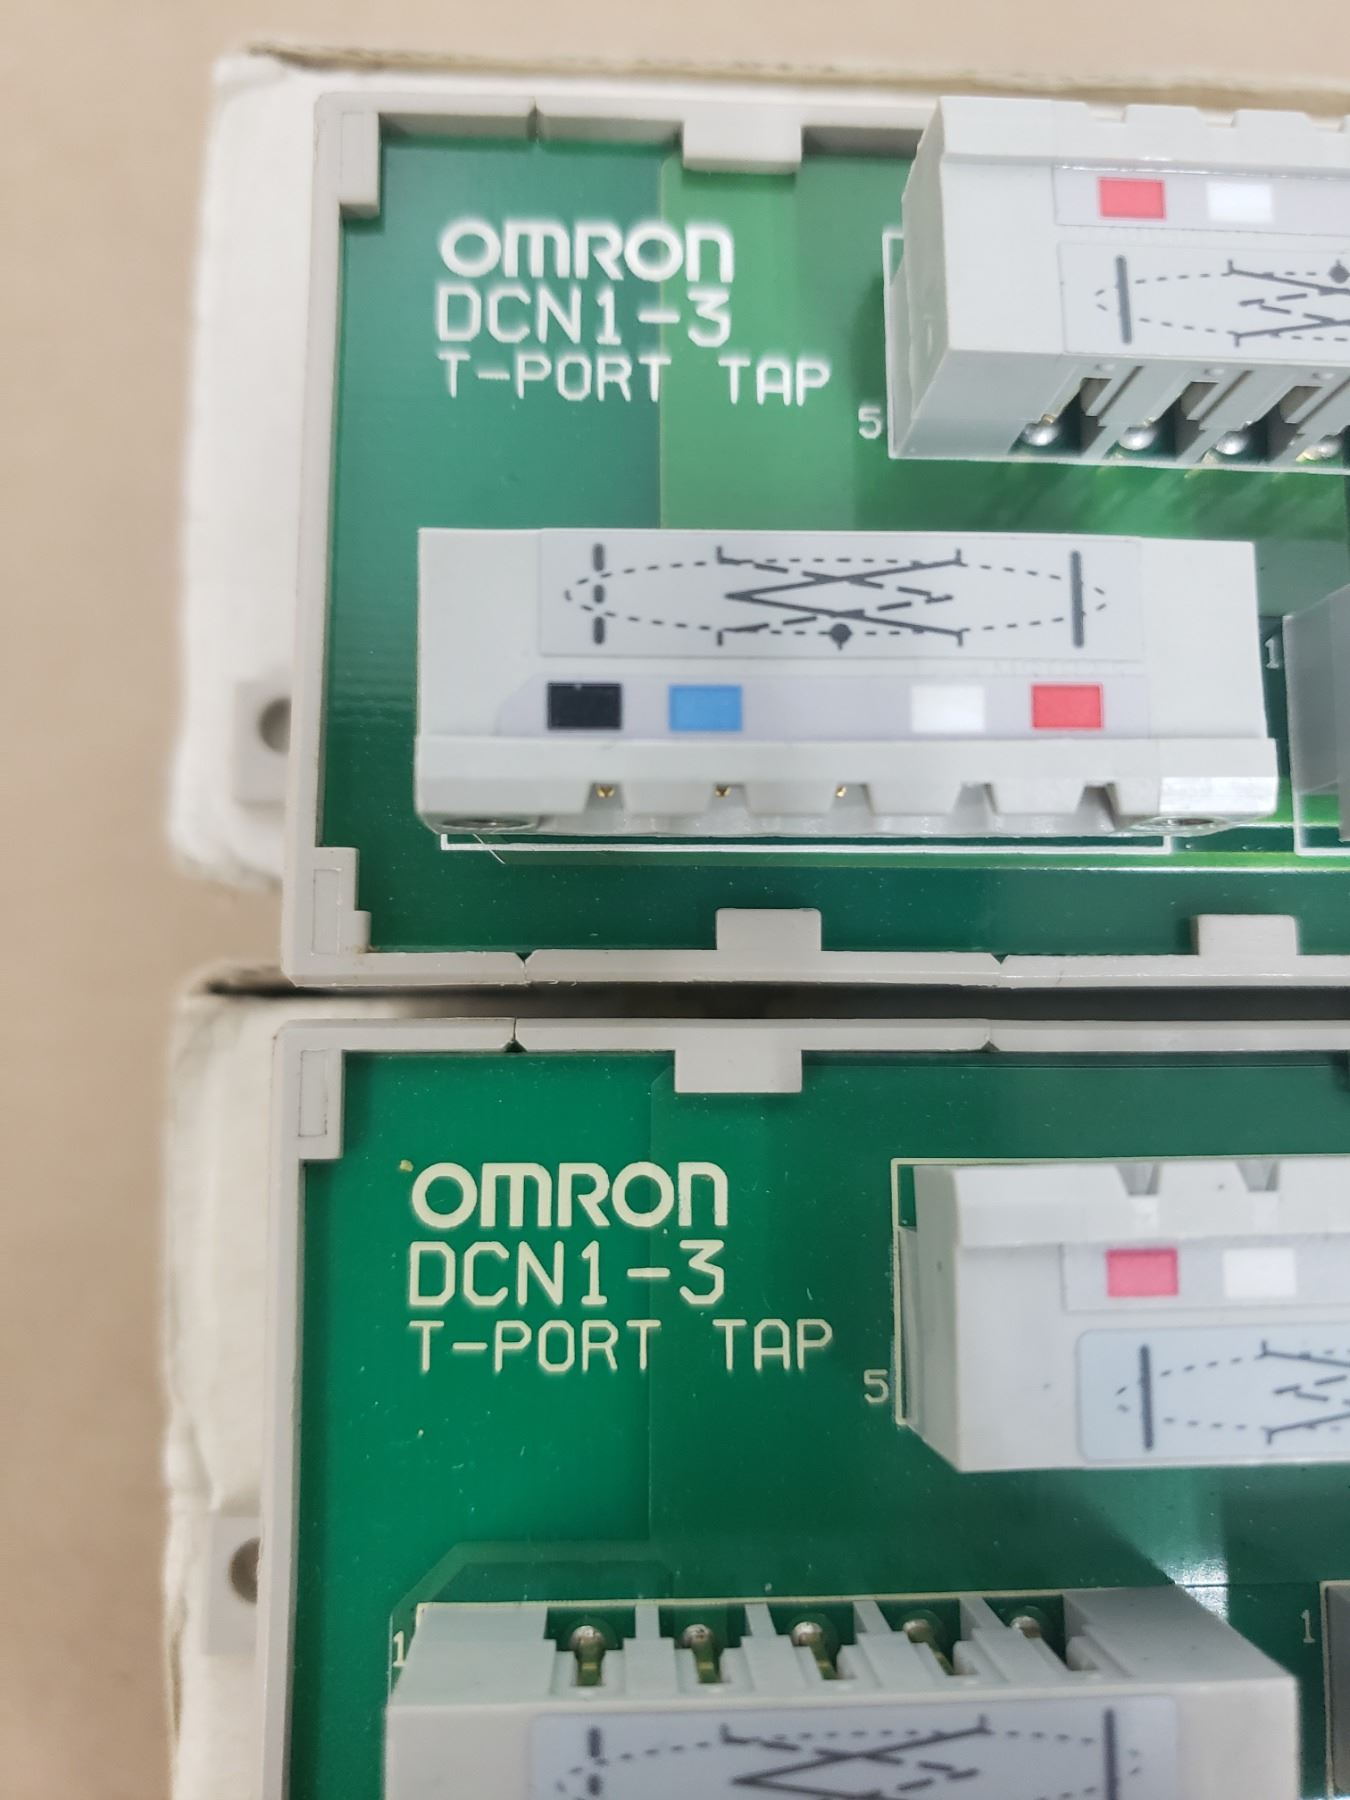 OMRON
DCN1-3
T-PORT TAP
5
1
OMRON
DCN1-3
T-PORT TAP
5
1
1